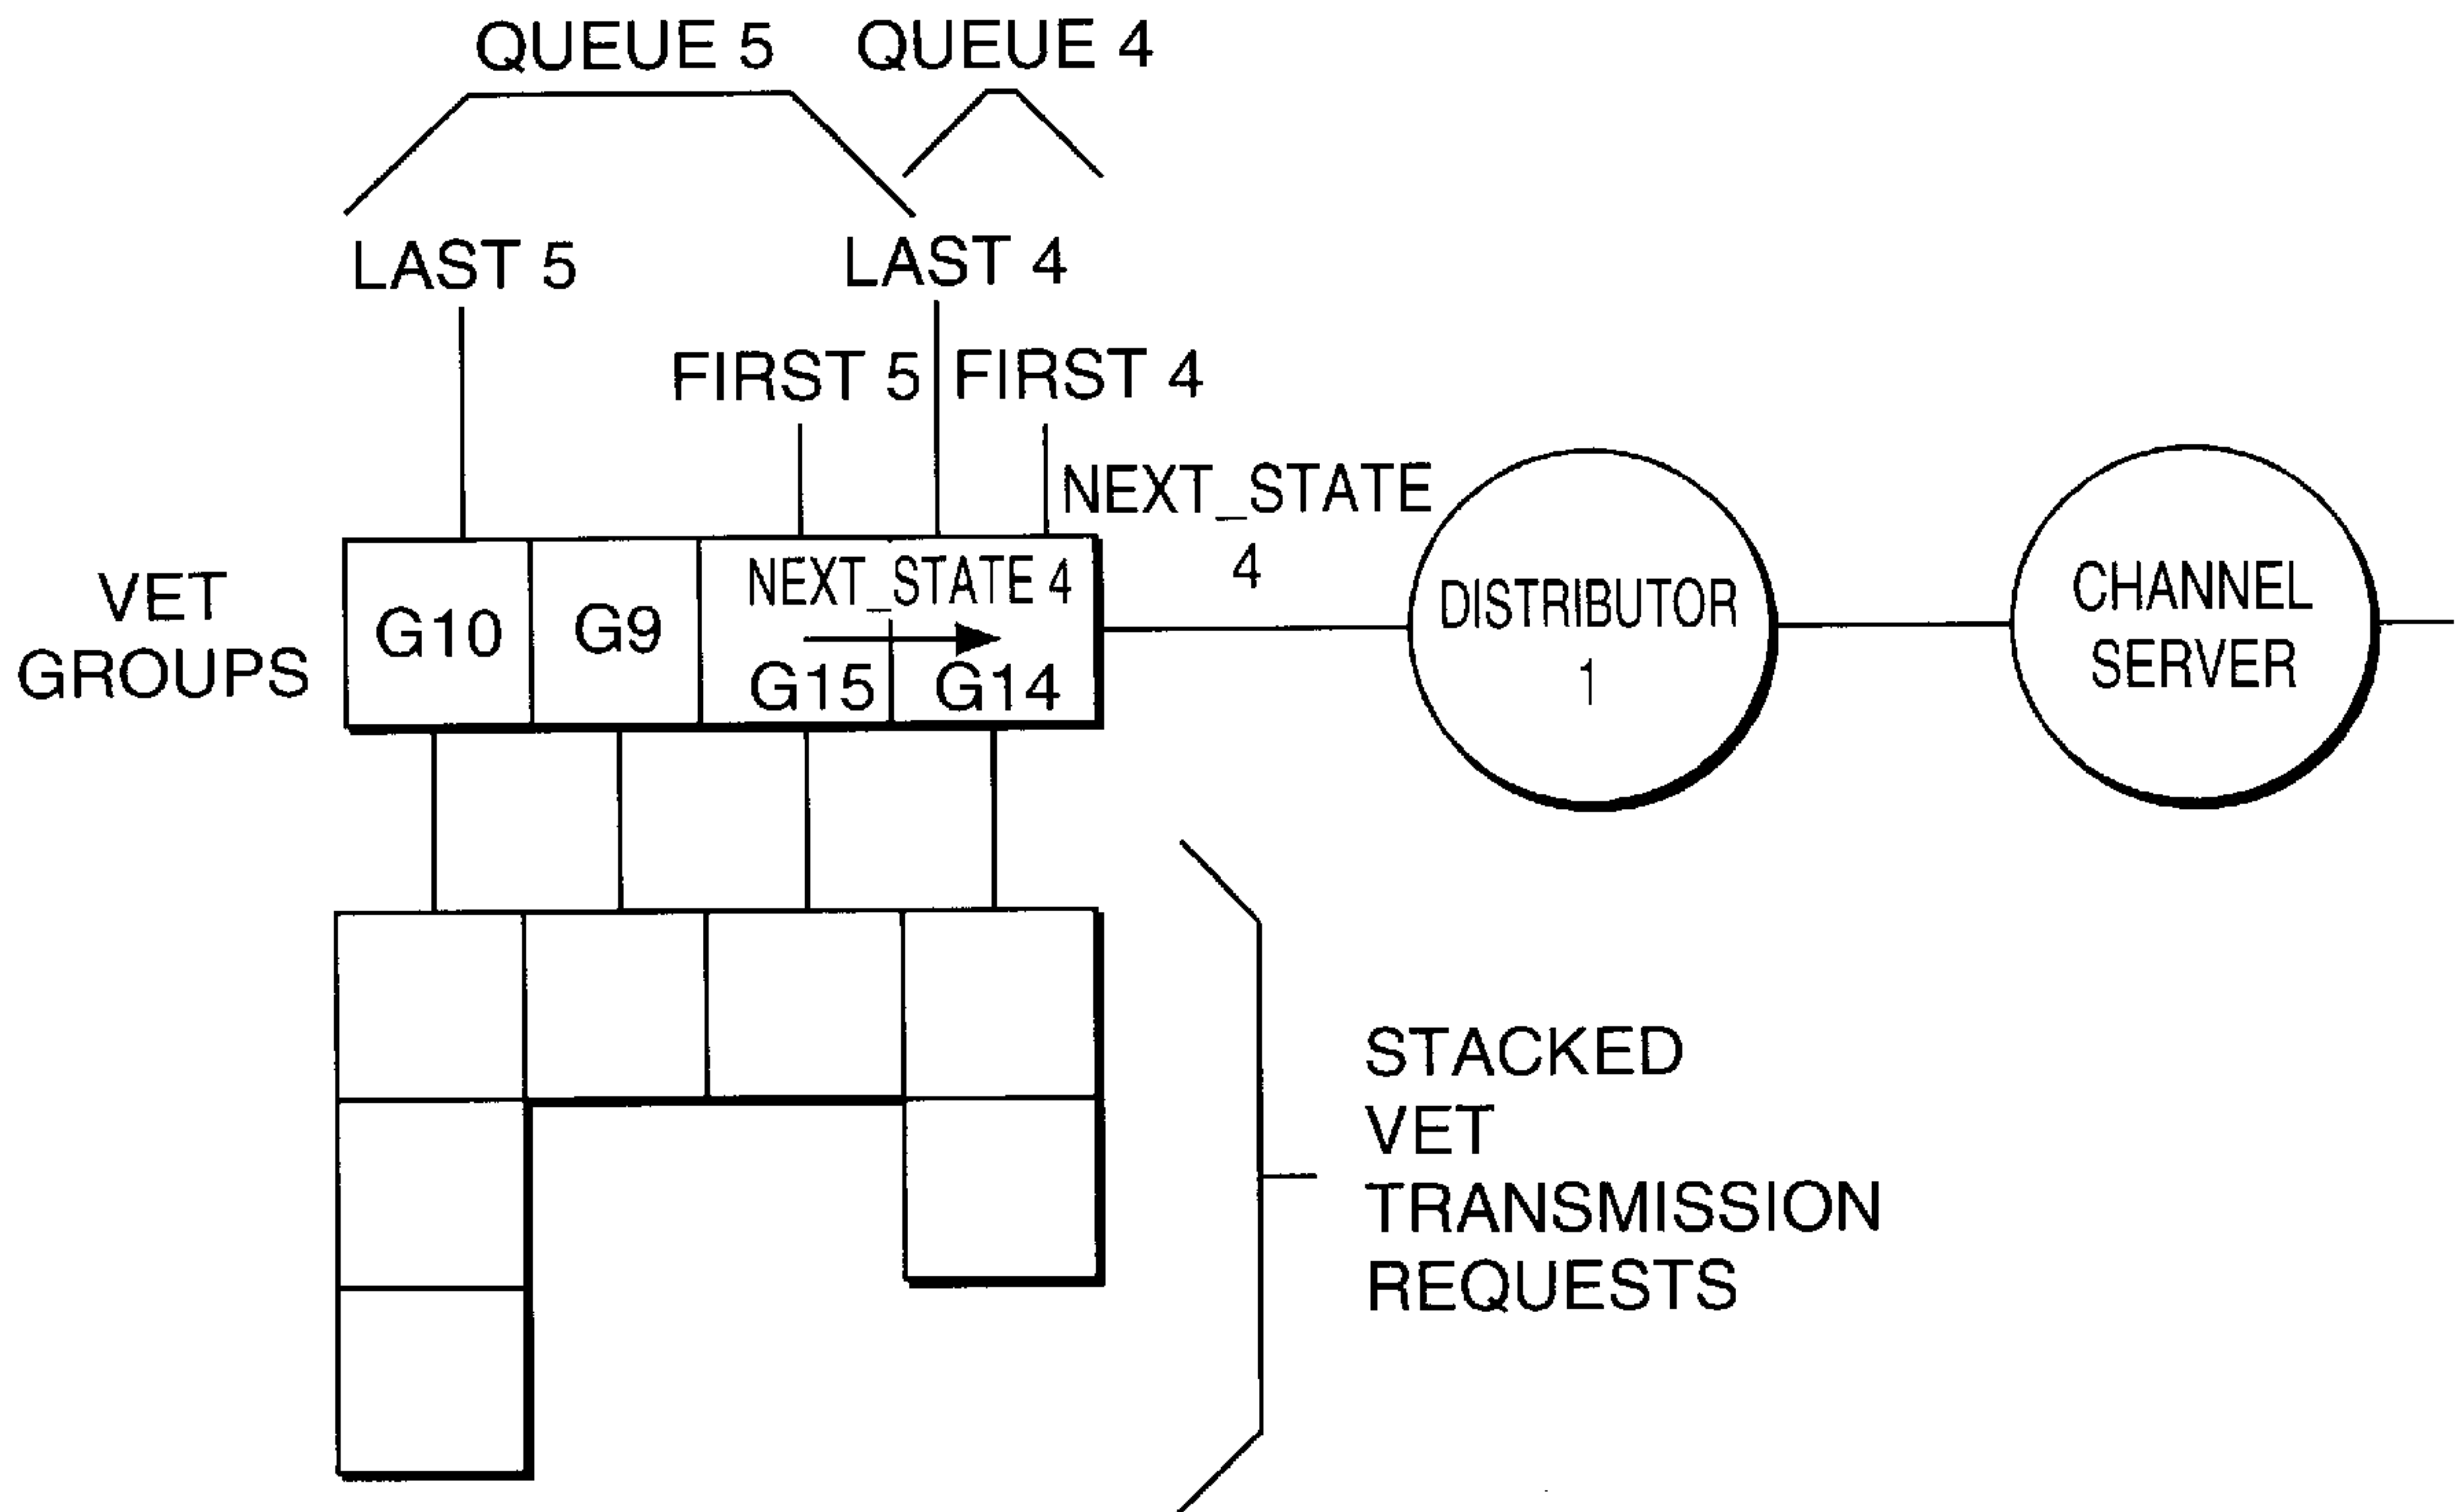 QUEUE 5
QUEUE 4
LAST 5
LAST 4
FIRST 5
FIRST 4
NEXT_STATE
4
VET
GROUPS
G10
G9
NEXT_STATE 4
G15
G14
DISTRIBUTOR
1
CHANNEL
SERVER
STACKED
VET
TRANSMISSION
REQUESTS